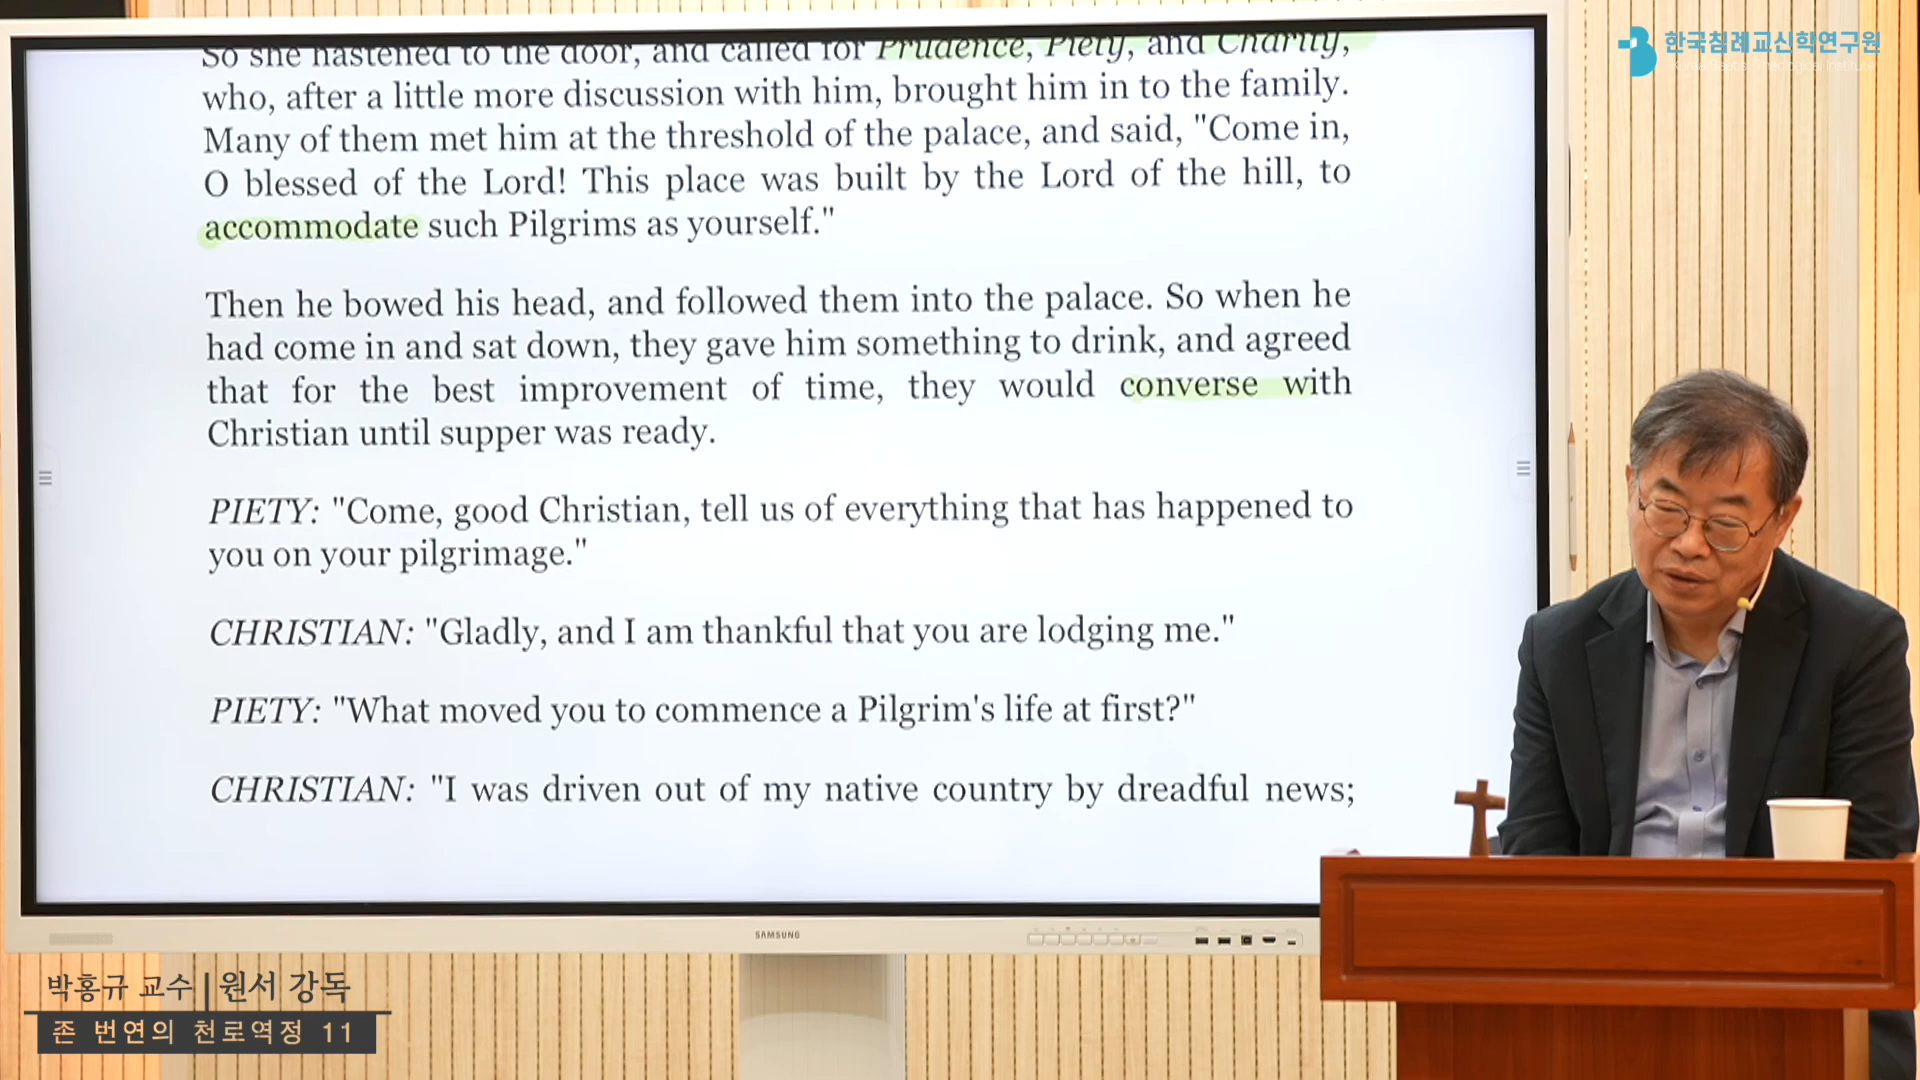 So she hastened to the door, and called for Prudence, Piety, and Charity,
who, after a little more discussion with him, brought him in to the family.
Many of them met him at the threshold of the palace, and said, "Come in,
O blessed of the Lord! This place was built by the Lord of the hill, to
accommodate such Pilgrims as yourself."
Then he bowed his head, and followed them into the palace. So when he
had come in and sat down, they gave him something to drink, and agreed
that for the best improvement of time, they would converse with
Christian until supper was ready.
PIETY: "Come, good Christian, tell us of everything that has happened to
you on your pilgrimage."
CHRISTIAN: "Gladly, and I am thankful that you are lodging me."
PIETY: "What moved you to commence a Pilgrim's life at first?"
CHRISTIAN: "I was driven out of my native country by dreadful news;
SAMSUNG
한국침례교신학연구원
Korea Baptist Theological Institute
박홍규 교수 | 원서 강독
존 번연의 천로역정 11